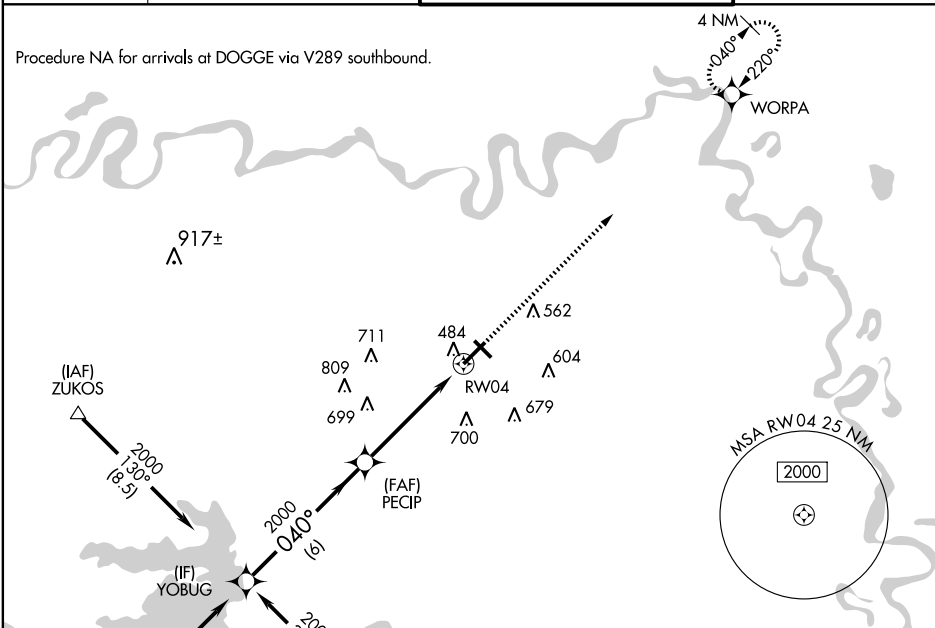 4 NM
Procedure NA for arrivals at DOGGE via V289 southbound.
040°
220°
WORPA
917±
562
711
484
(IAF)
ZUKOS
809
604
RW04
699
679
700
MSA RW04 25 NM
2000
2000
130°
(8.5)
(FAF)
PECIP
2000
040°
(6)
(IF)
YOBUG